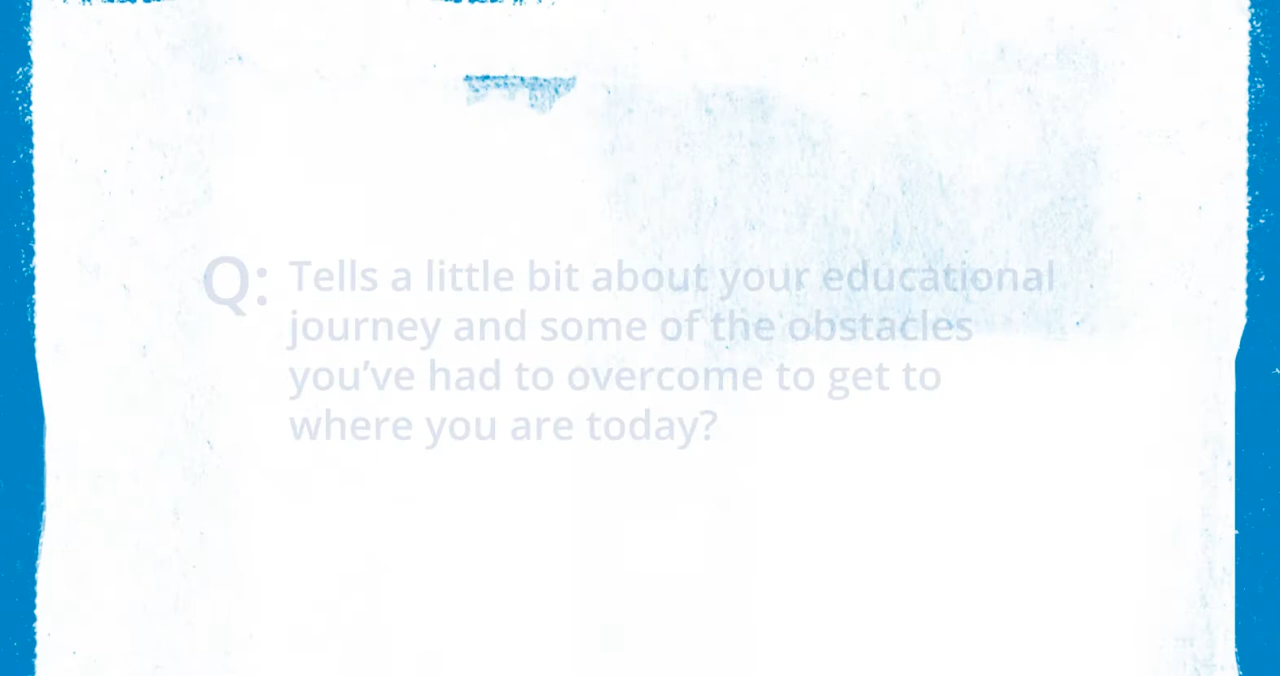 Q: Tells a little bit about your educational
journey and some of the obstacles
you’ve had to overcome to get to
where you are today?